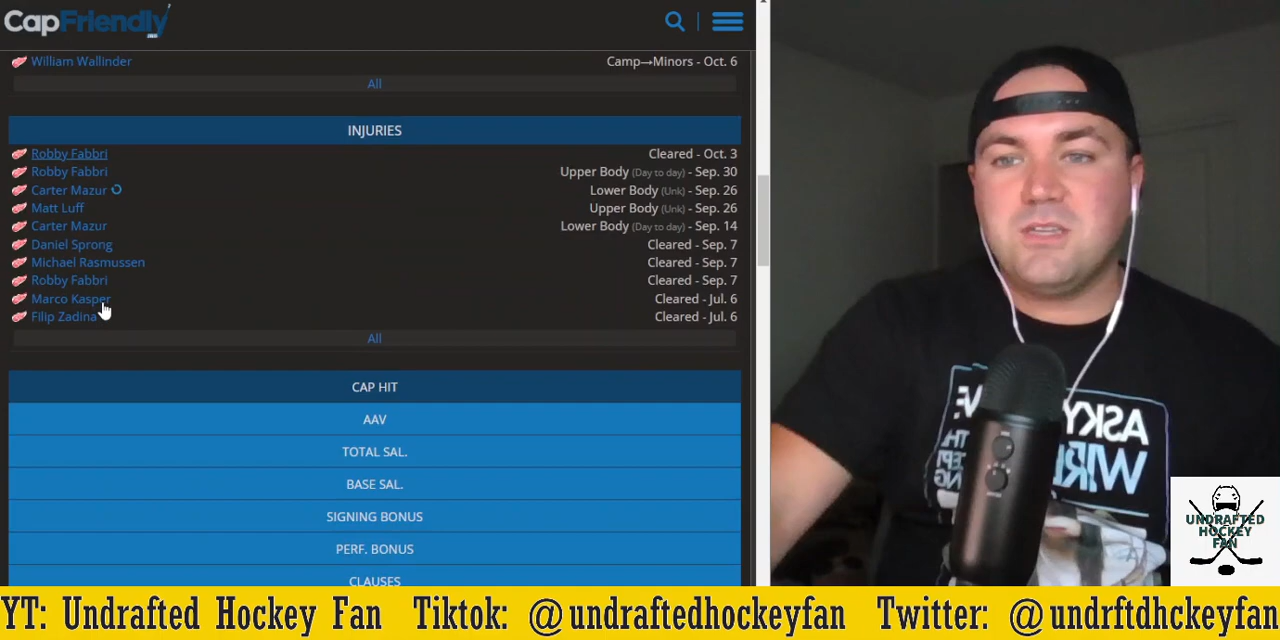 CapFriendly
William Wallinder Camp→Minors - Oct. 6
All
INJURIES
Robby Fabbri Cleared - Oct. 3
Robby Fabbri Upper Body (Day to day) - Sep. 30
Carter Mazur Lower Body (Unk) - Sep. 26
Matt Luff Upper Body (Unk) - Sep. 26
Carter Mazur Lower Body (Day to day) - Sep. 14
Daniel Sprong Cleared - Sep. 7
Michael Rasmussen Cleared - Sep. 7
Robby Fabbri Cleared - Sep. 7
Marco Kasper Cleared - Jul. 6
Filip Zadina Cleared - Jul. 6
All
CAP HIT
AAV
TOTAL SAL.
BASE SAL.
SIGNING BONUS
PERF. BONUS
CLAUSES
UNDRAFTED
HOCKEY
FAN
YT: Undrafted Hockey Fan Tiktok: @undraftedhockeyfan Twitter: @undrftdhckeyfan